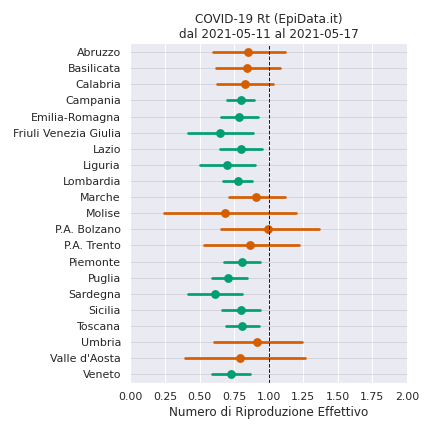 COVID-19 Rt (EpiData.it)
dal 2021-05-11 al 2021-05-17
Abruzzo
Basilicata
Calabria
Campania
Emilia-Romagna
Friuli Venezia Giulia
Lazio
Liguria
Lombardia
Marche
Molise
P.A. Bolzano
P.A. Trento
Piemonte
Puglia
Sardegna
Sicilia
Toscana
Umbria
Valle d'Aosta
Veneto
0.00 0.25 0.50 0.75 1.00 1.25 1.50 1.75 2.00
Numero di Riproduzione Effettivo